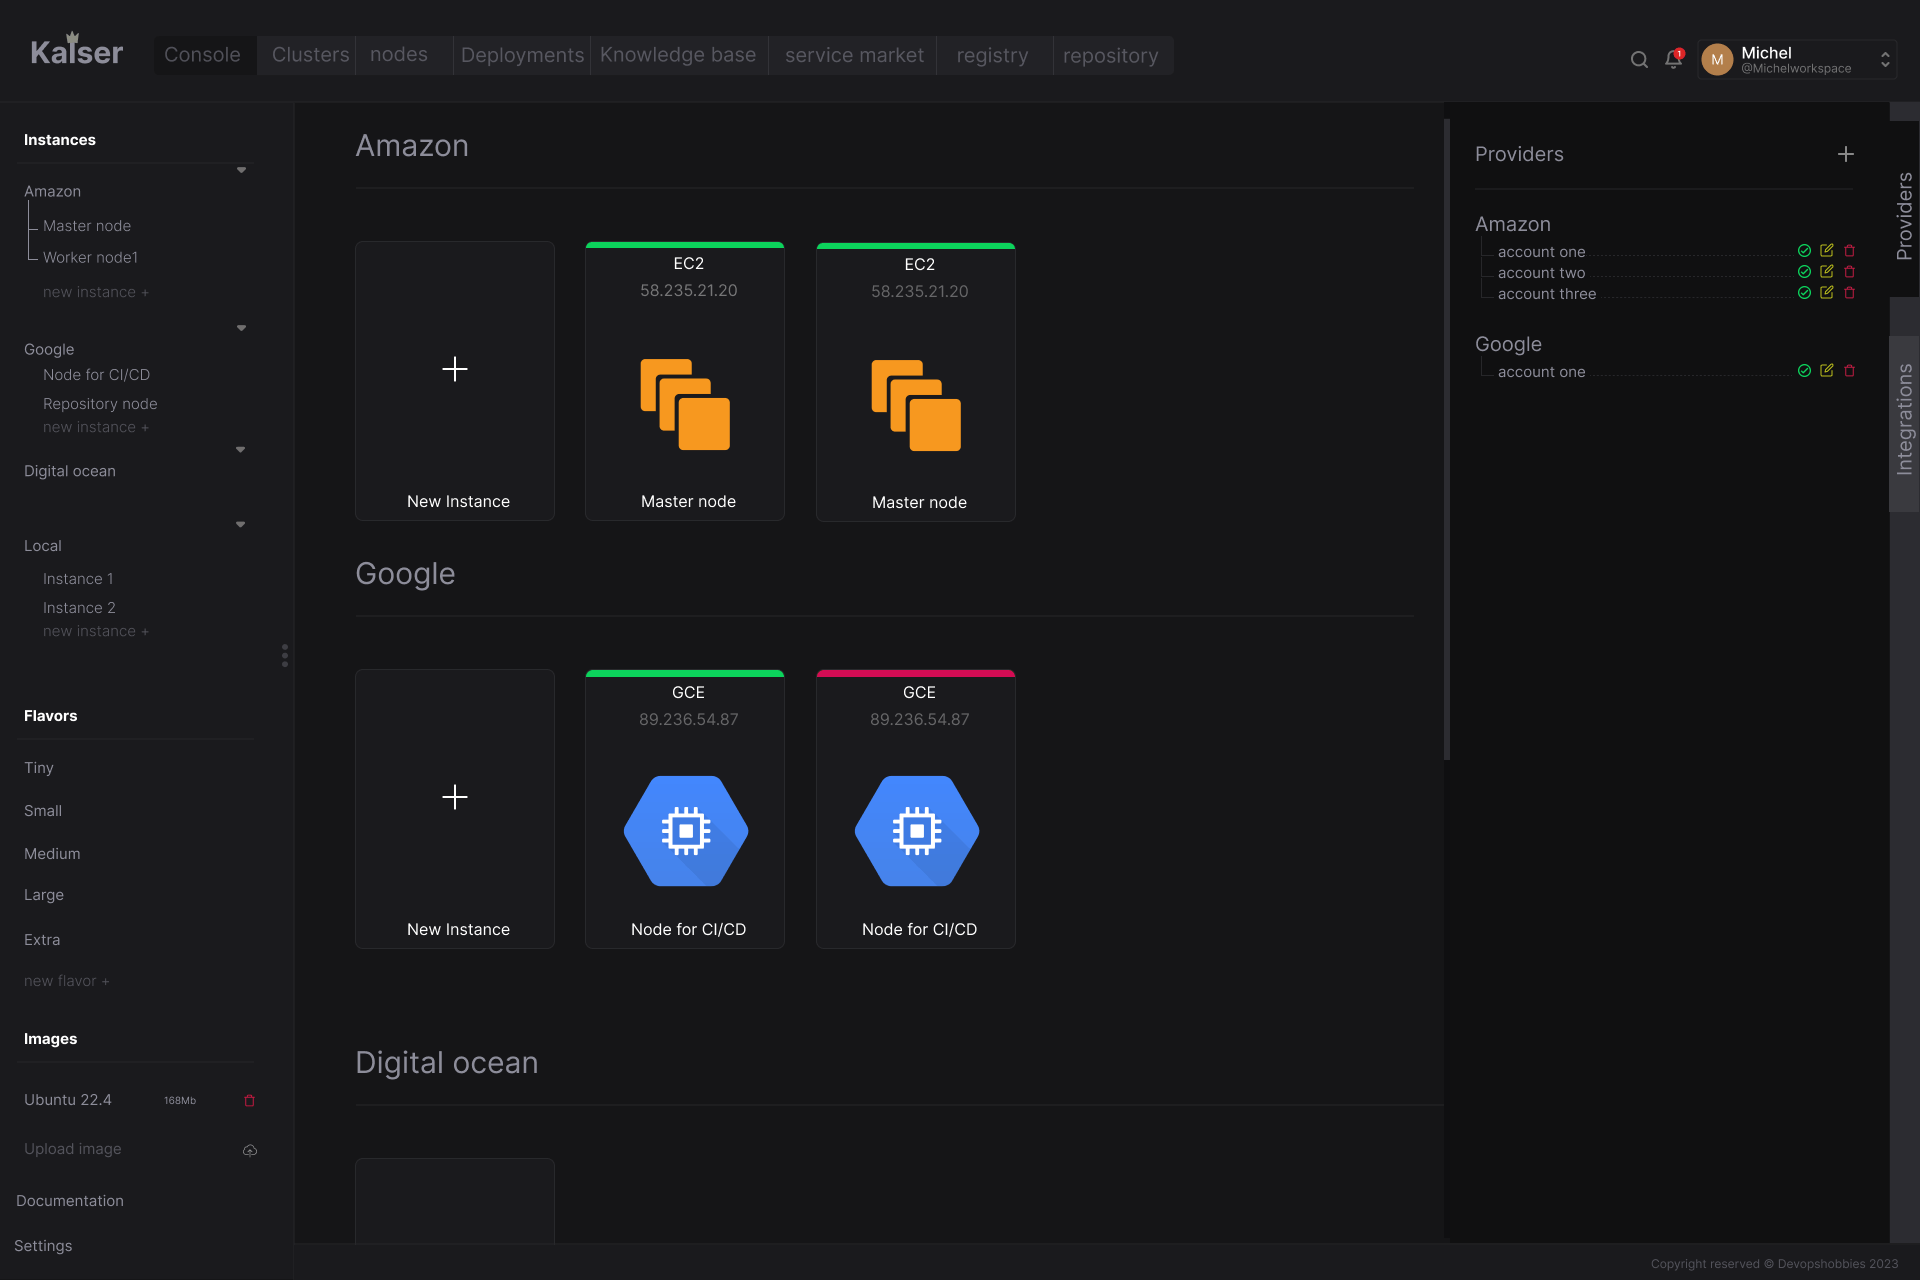 Kaiser
Console
Clusters
nodes
Deployments
Knowledge base
service market
registry
repository
1
M
Michel
@Michelworkspace
Instances
Amazon
Master node
Worker node1
new instance +
Google
Node for CI/CD
Repository node
new instance +
Digital ocean
Local
Instance 1
Instance 2
new instance +
Flavors
Tiny
Small
Medium
Large
Extra
new flavor +
Images
Ubuntu 22.4 168Mb
Upload image
Documentation
Settings
Amazon
New Instance
EC2
58.235.21.20
Master node
EC2
58.235.21.20
Master node
Google
New Instance
GCE
89.236.54.87
Node for CI/CD
GCE
89.236.54.87
Node for CI/CD
Digital ocean
Providers
Amazon
account one
account two
account three
Google
account one
Providers
Integrations
Copyright reserved © Devopshobbies 2023